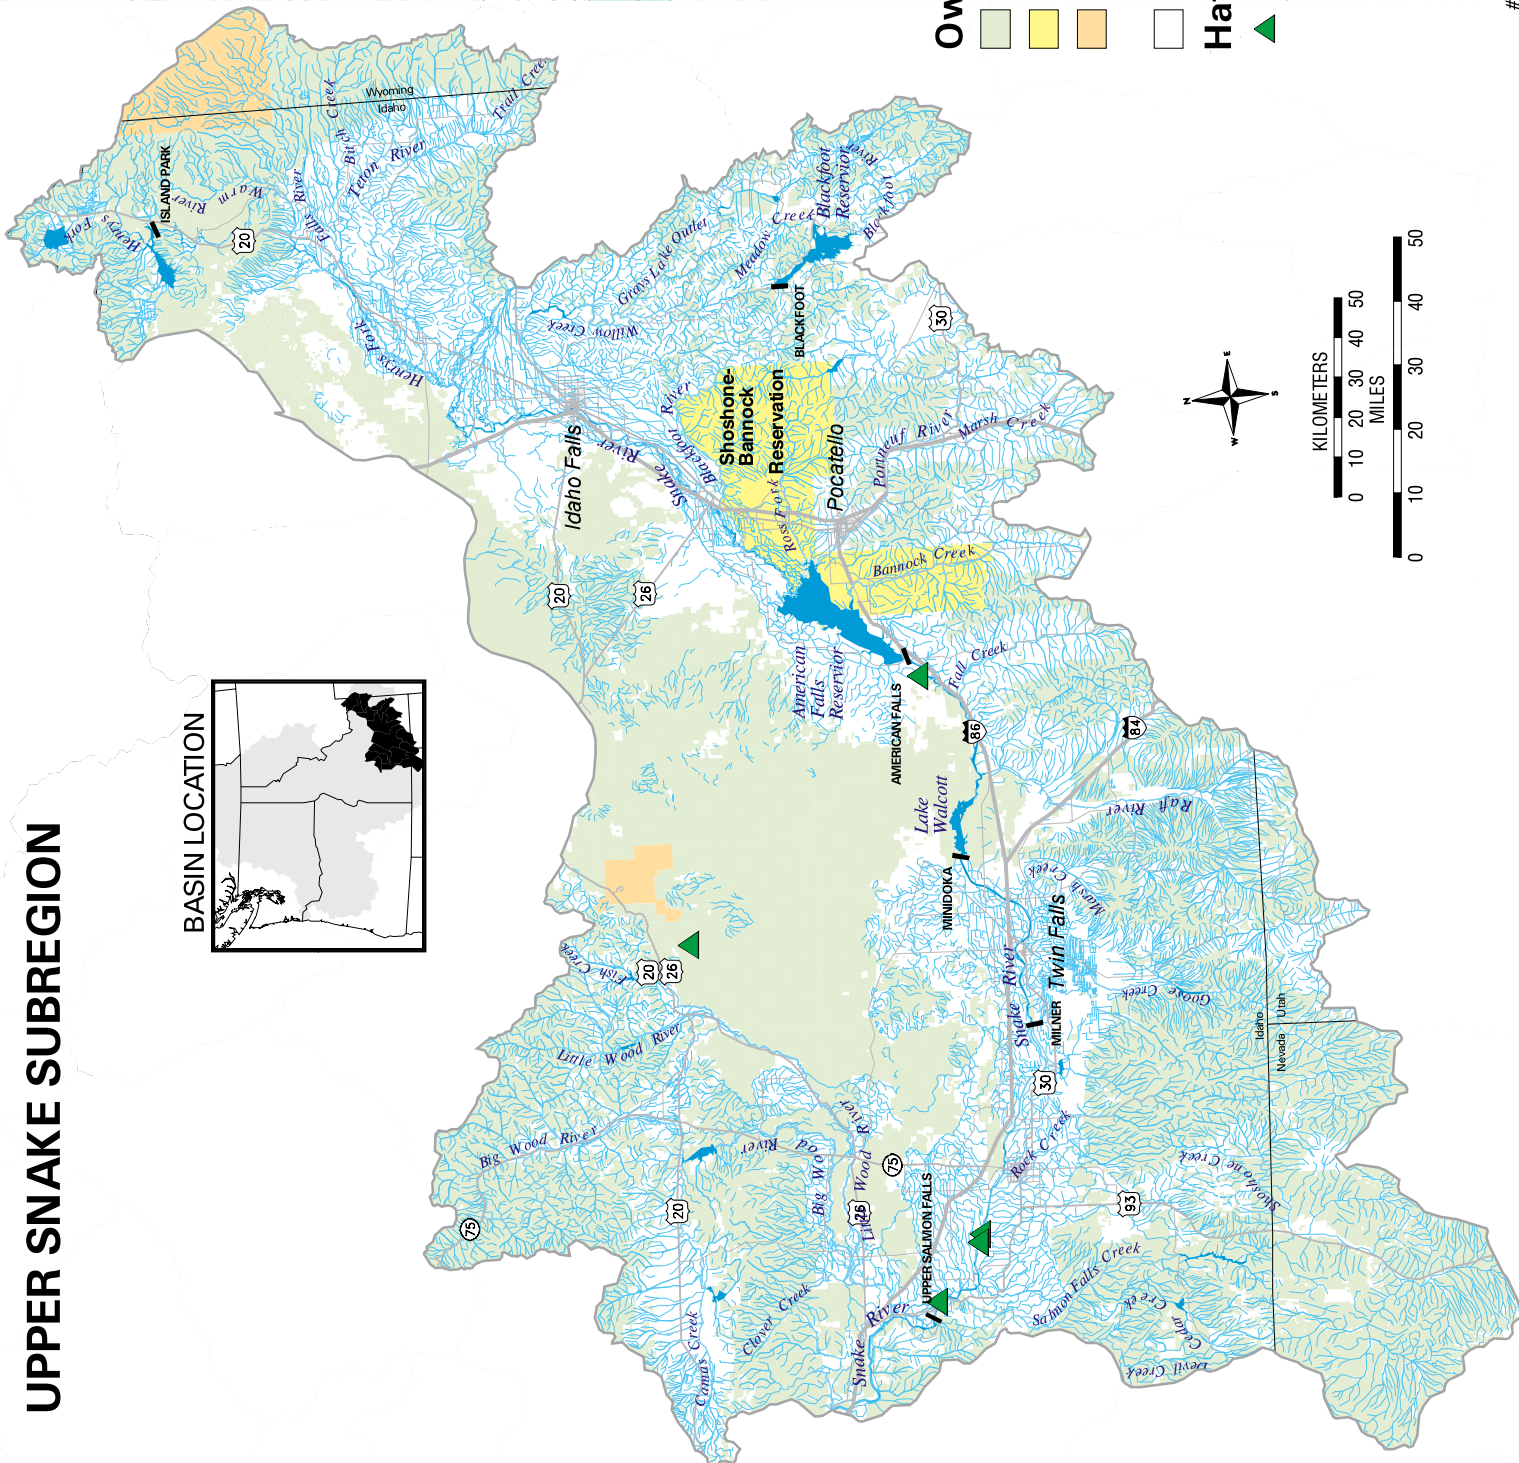 UPPER SNAKE SUBREGION
BASIN LOCATION
Ow
Ha
#
KILOMETERS
0 10 20 30 40 50
MILES
0 10 20 30 40 50
N
E
S
W
Wyoming
Idaho
Idaho
Utah
Nevada
ISLAND PARK
Henrys Fork
Warm River
Falls River
Bitch Creek
Teton River
Trail Creek
Henrys Fork
20
Grays Lake Outlet
Willow Creek
Meadow Creek
Blackfoot
Reservior
Blackfoot River
BLACKFOOT
30
Idaho Falls
Snake River
Blackfoot River
Shoshone-
Bannock
Reservation
Ross Fork
Pocatello
Portneuf River
Marsh Creek
Bannock Creek
20
26
American
Falls
Reservior
AMERICAN FALLS
Fall Creek
86
84
Lake
Walcott
MINIDOKA
Raft River
Marsh Creek
Twin Falls
Snake River
MILNER
Goose Creek
30
Fish Creek
20
26
Little Wood River
Big Wood River
75
20
Big Wood River
Little Wood River
26
75
UPPER SALMON FALLS
Rock Creek
93
Shoshone Creek
Salmon Falls Creek
Cedar Creek
Devil Creek
Snake River
Clover Creek
Camas Creek